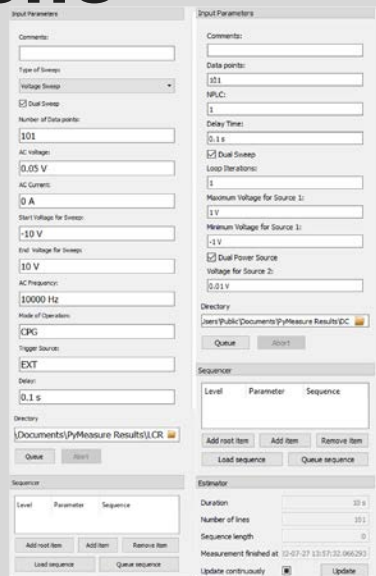 Input Parameters
Comments:
Type of Sweep:
Voltage Sweep
Dual Sweep
Number of Data points:
101
AC Voltage:
0.05 V
AC Current:
0 A
Start Voltage for Sweep:
-10 V
End Voltage for Sweep:
10 V
AC Frequency:
10000 Hz
Mode of Operation:
CPG
Trigger Source:
EXT
Delay:
0.1 s
Directory
\Documents\PyMeasure Results\LCR
Queue Abort
Sequencer
Level Parameter Sequence
Add root item Add item Remove item
Load sequence Queue sequence
Input Parameters
Comments:
Data points:
101
NPLC:
1
Delay Time:
0.1 s
Dual Sweep
Loop Iterations:
1
Maximum Voltage for Source 1:
1 V
Minimum Voltage for Source 1:
-1 V
Dual Power Source
Voltage for Source 2:
0.01 V
Directory
Jsers\Public\Documents\PyMeasure Results\DC
Queue Abort
Sequencer
Level Parameter Sequence
Add root item Add item Remove item
Load sequence Queue sequence
Estimator
Duration 10 s
Number of lines 101
Sequence length 0
Measurement finished at 13:57:32.066293
Update continuously Update